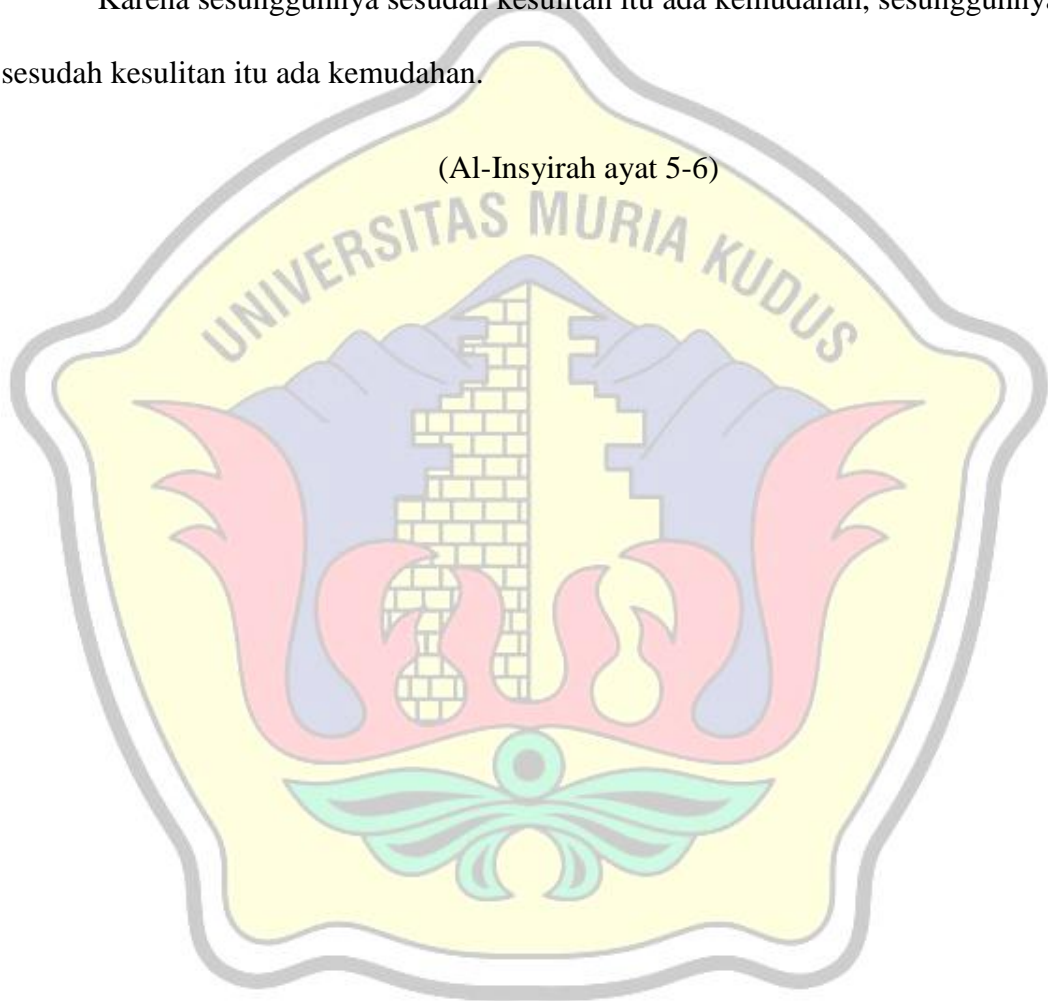 Karena sesungguhnya sesudah kesulitan itu ada kemudahan, sesungguhnya
sesudah kesulitan itu ada kemudahan.
(Al-Insyirah ayat 5-6)
UNIVERSITAS MURIA KUDUS